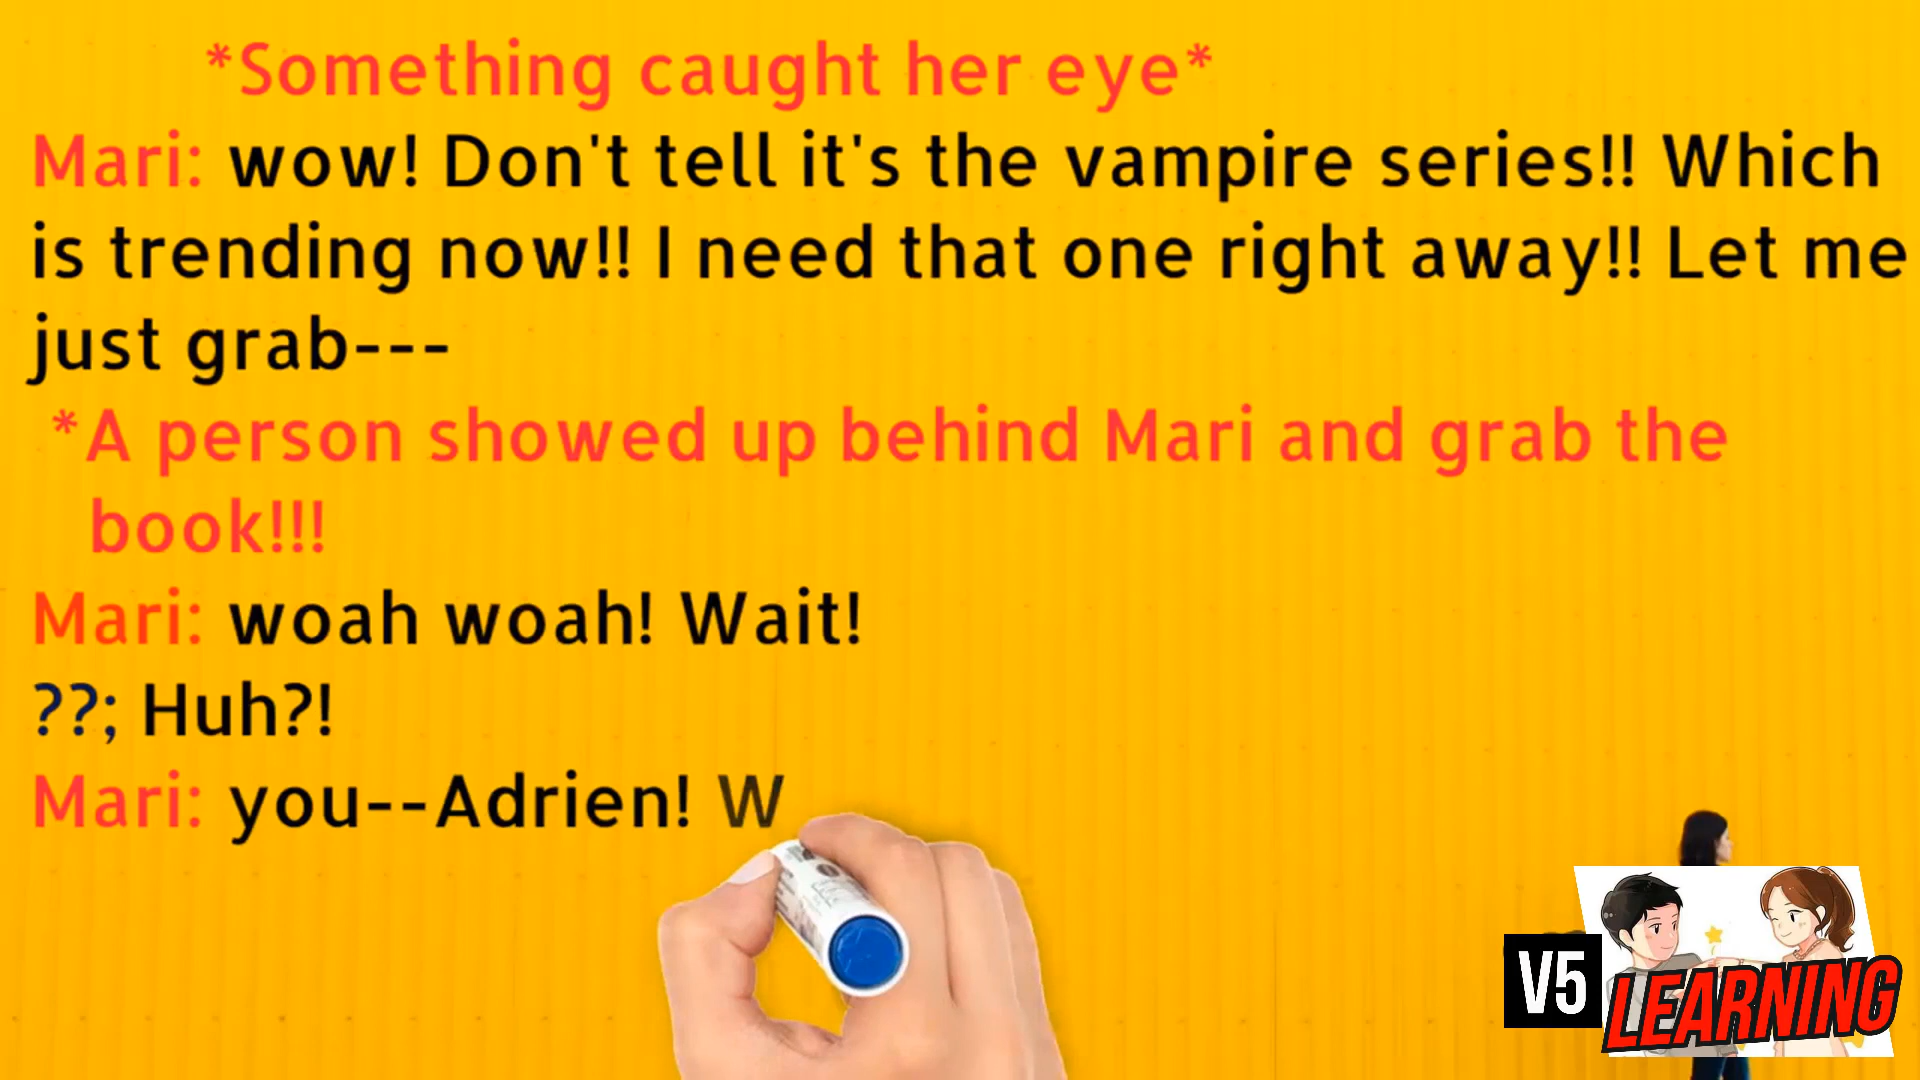 *Something caught her eye*
Mari: wow! Don't tell it's the vampire series!! Which
is trending now!! I need that one right away!! Let me
just grab---
*A person showed up behind Mari and grab the
book!!!
Mari: woah woah! Wait!
??; Huh?!
Mari: you--Adrien! W
V5
LEARNING